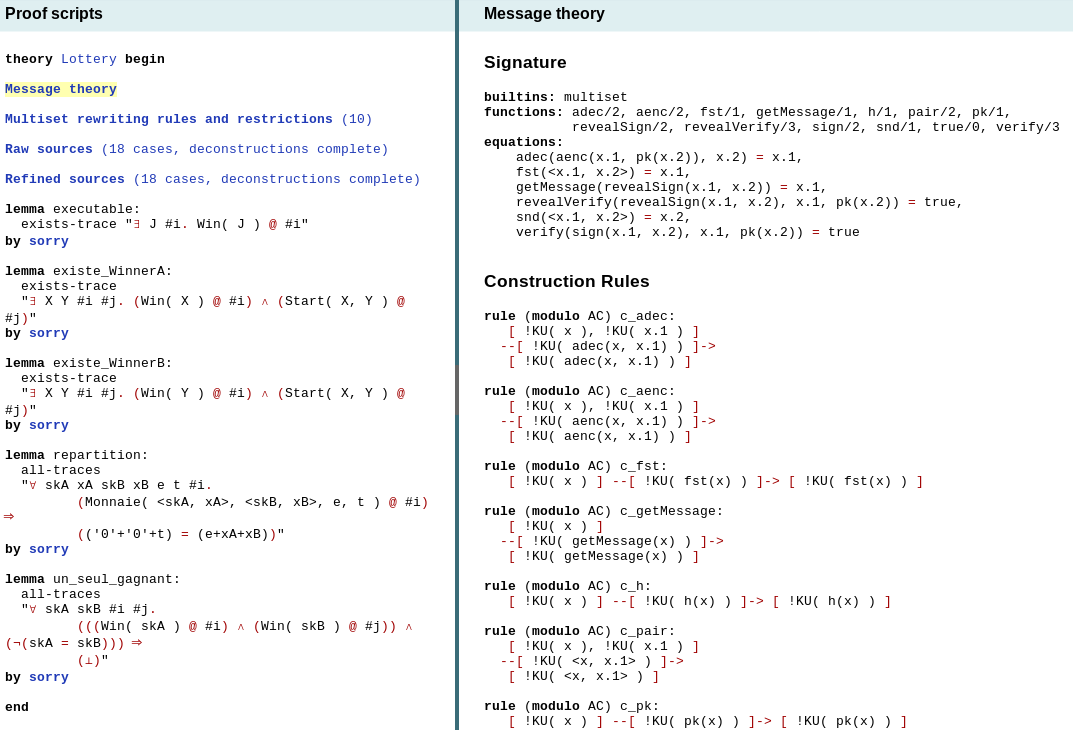 Proof scripts
theory Lottery begin
Message theory
Multiset rewriting rules and restrictions (10)
Raw sources (18 cases, deconstructions complete)
Refined sources (18 cases, deconstructions complete)
lemma executable:
  exists-trace "∃ J #i. Win( J ) @ #i"
by sorry
lemma existe_WinnerA:
  exists-trace
  "∃ X Y #i #j. (Win( X ) @ #i) ∧ (Start( X, Y ) @
#j)"
by sorry
lemma existe_WinnerB:
  exists-trace
  "∃ X Y #i #j. (Win( Y ) @ #i) ∧ (Start( X, Y ) @
#j)"
by sorry
lemma repartition:
  all-traces
  "∀ skA xA skB xB e t #i.
         (Monnaie( <skA, xA>, <skB, xB>, e, t ) @ #i)
⇒
         (('0'+'0'+t) = (e+xA+xB))"
by sorry
lemma un_seul_gagnant:
  all-traces
  "∀ skA skB #i #j.
         (((Win( skA ) @ #i) ∧ (Win( skB ) @ #j)) ∧
(¬(skA = skB))) ⇒
         (⊥)"
by sorry
end
Message theory
Signature
builtins: multiset
functions: adec/2, aenc/2, fst/1, getMessage/1, h/1, pair/2, pk/1,
           revealSign/2, revealVerify/3, sign/2, snd/1, true/0, verify/3
equations:
    adec(aenc(x.1, pk(x.2)), x.2) = x.1,
    fst(<x.1, x.2>) = x.1,
    getMessage(revealSign(x.1, x.2)) = x.1,
    revealVerify(revealSign(x.1, x.2), x.1, pk(x.2)) = true,
    snd(<x.1, x.2>) = x.2,
    verify(sign(x.1, x.2), x.1, pk(x.2)) = true
Construction Rules
rule (modulo AC) c_adec:
   [ !KU( x ), !KU( x.1 ) ]
  --[ !KU( adec(x, x.1) ) ]->
   [ !KU( adec(x, x.1) ) ]
rule (modulo AC) c_aenc:
   [ !KU( x ), !KU( x.1 ) ]
  --[ !KU( aenc(x, x.1) ) ]->
   [ !KU( aenc(x, x.1) ) ]
rule (modulo AC) c_fst:
   [ !KU( x ) ] --[ !KU( fst(x) ) ]-> [ !KU( fst(x) ) ]
rule (modulo AC) c_getMessage:
   [ !KU( x ) ]
  --[ !KU( getMessage(x) ) ]->
   [ !KU( getMessage(x) ) ]
rule (modulo AC) c_h:
   [ !KU( x ) ] --[ !KU( h(x) ) ]-> [ !KU( h(x) ) ]
rule (modulo AC) c_pair:
   [ !KU( x ), !KU( x.1 ) ]
  --[ !KU( <x, x.1> ) ]->
   [ !KU( <x, x.1> ) ]
rule (modulo AC) c_pk:
   [ !KU( x ) ] --[ !KU( pk(x) ) ]-> [ !KU( pk(x) ) ]